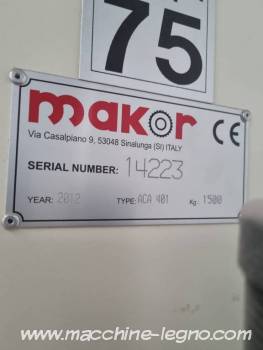 75
makor
Via Casalpiano 9, 53048 Sinalunga (SI) ITALY
CE
SERIAL NUMBER: 14223
YEAR: 2012 TYPE: ACA 401 Kg. 1500
www.macchine-legno.com